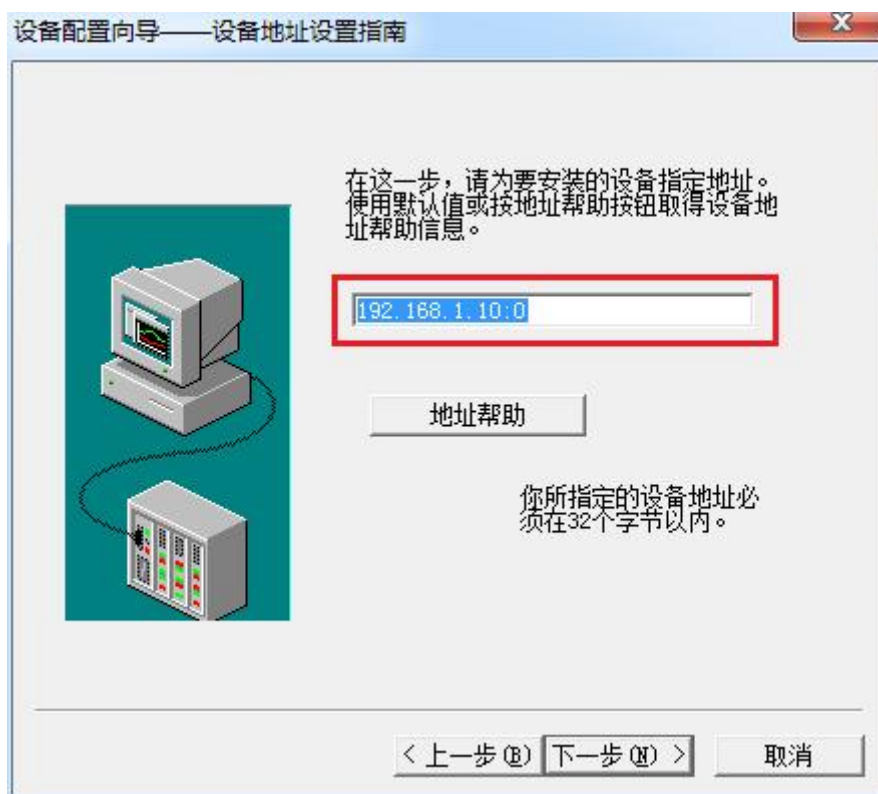 设备配置向导——设备地址设置指南
在这一步，请为要安装的设备指定地址。
使用默认值或按地址帮助按钮取得设备地
址帮助信息。
192.168.1.10:0
地址帮助
你所指定的设备地址必
须在32个字节以内。
<上一步(B) 下一步(N)> 取消